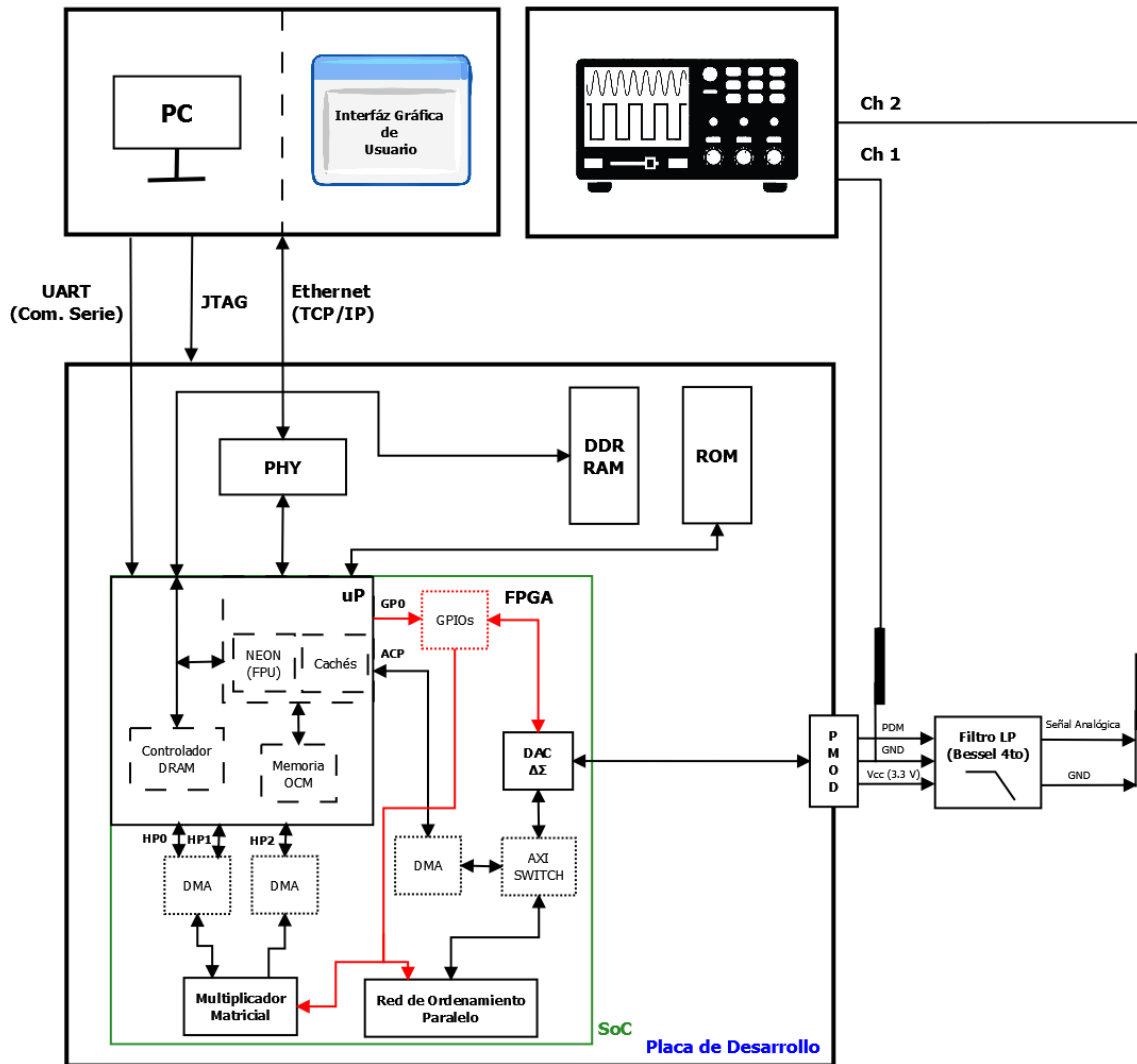 PC
Interfáz Gráfica
de
Usuario
Ch 2
Ch 1
UART
(Com. Serie)
JTAG
Ethernet
(TCP/IP)
PHY
DDR
RAM
ROM
uP
GP0
GPIOs
FPGA
NEON
(FPU)
Cachés
ACP
Controlador
DRAM
Memoria
OCM
DAC
ΔΣ
P
M
O
D
PDM
GND
Vcc (3.3 V)
Filtro LP
(Bessel 4to)
Señal Analógica
GND
HP0
HP1
HP2
DMA
DMA
DMA
AXI
SWITCH
Multiplicador
Matricial
Red de Ordenamiento
Paralelo
SoC
Placa de Desarrollo